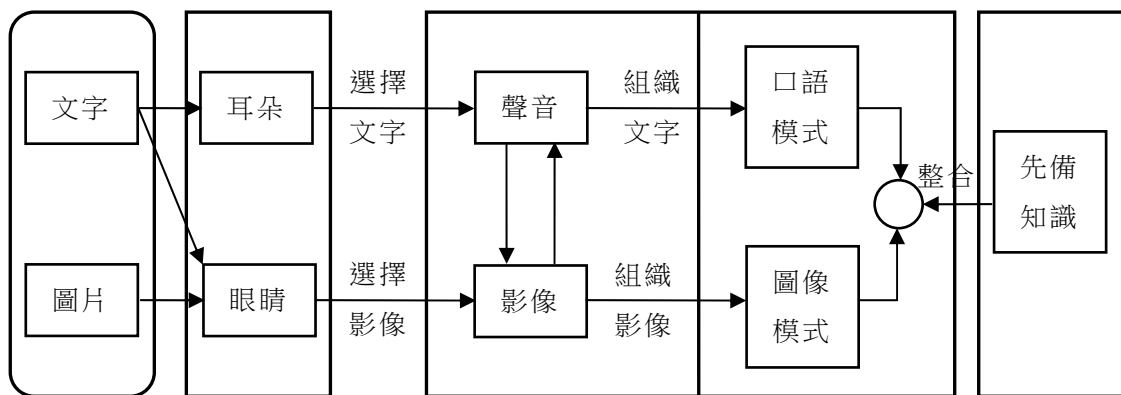 文字
耳朵
選擇
文字
聲音
組織
文字
口語
模式
整合
先備
知識
圖片
眼睛
選擇
影像
影像
組織
影像
圖像
模式